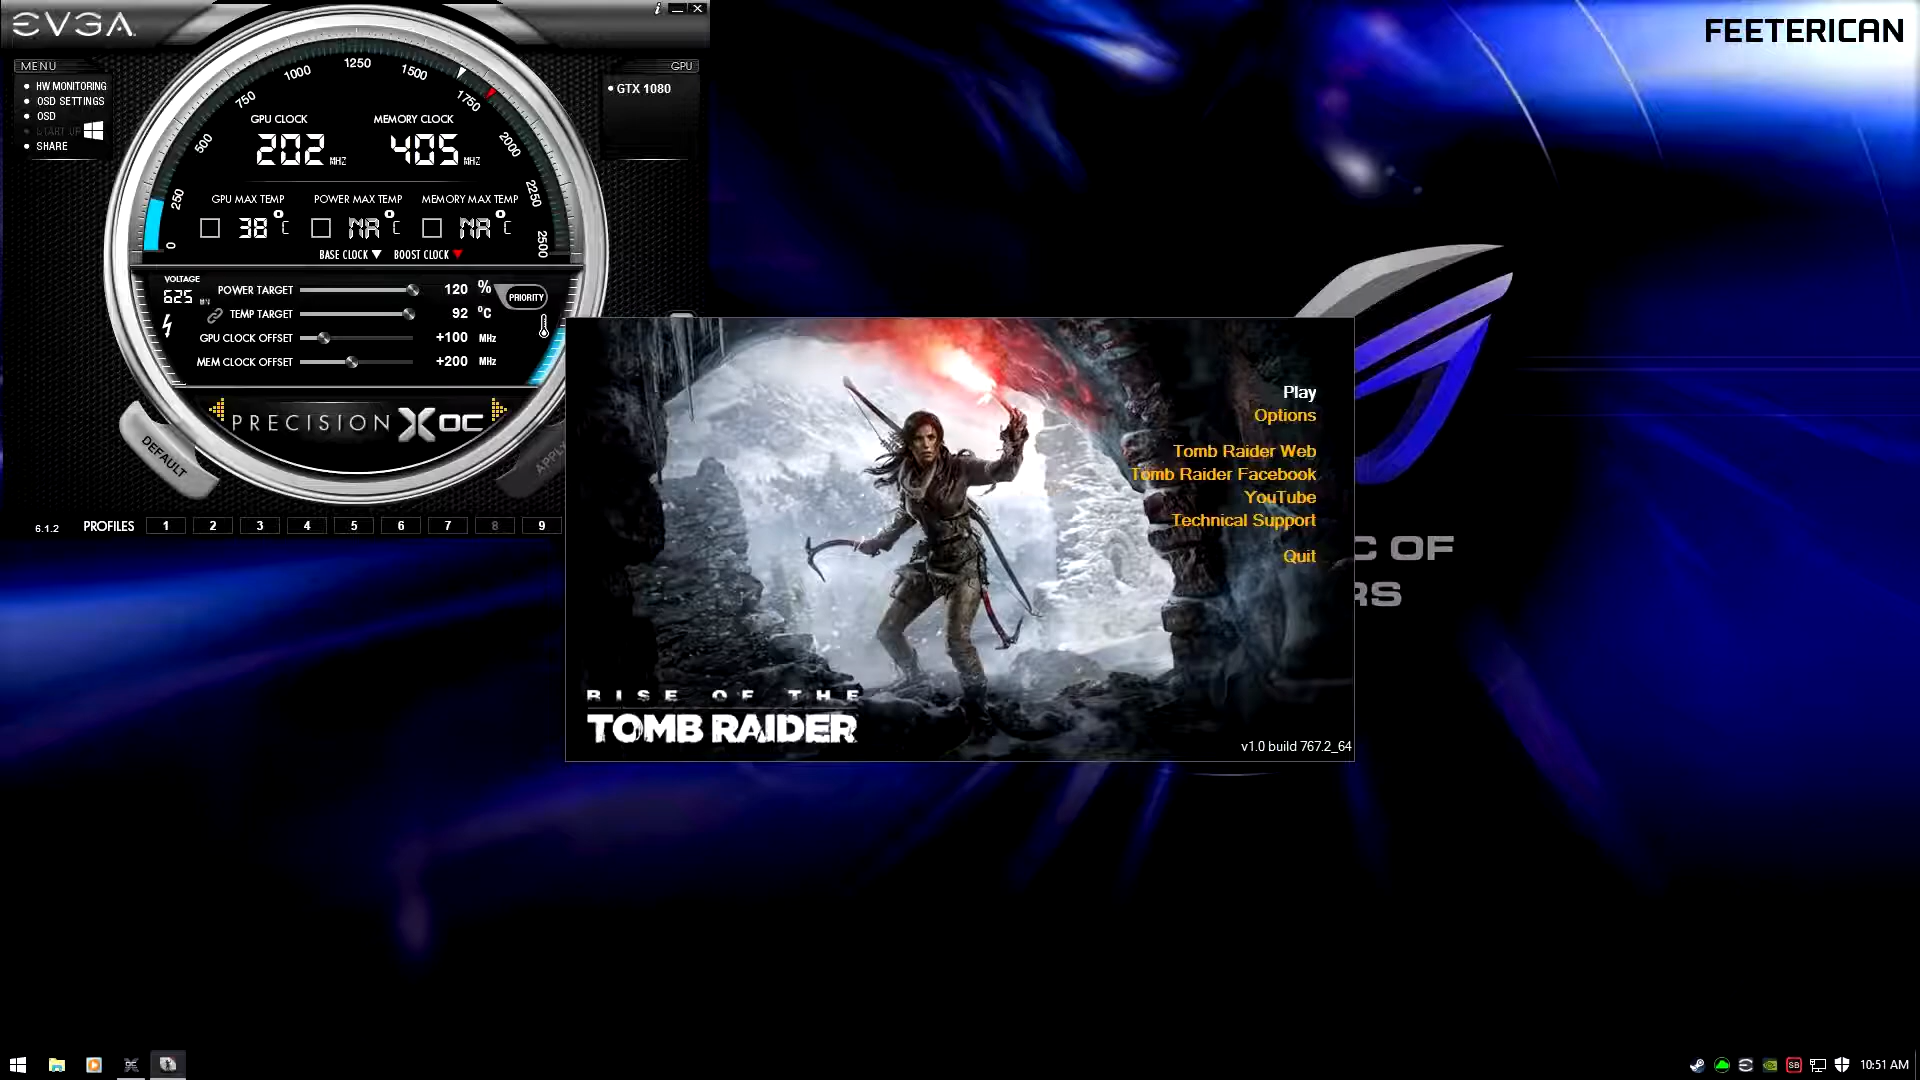 EVGA
i
FEETERICAN
MENU
HW MONITORING
OSD SETTINGS
OSD
START UP
SHARE
GPU
GTX 1080
0
250
500
750
1000
1250
1500
1750
2000
2250
2500
GPU CLOCK
202 MHZ
MEMORY CLOCK
405 MHZ
GPU MAX TEMP
38°C
POWER MAX TEMP
NA°C
MEMORY MAX TEMP
NA°C
BASE CLOCK
BOOST CLOCK
VOLTAGE
625
POWER TARGET 120 %
PRIORITY
TEMP TARGET 92 °C
GPU CLOCK OFFSET +100 MHz
MEM CLOCK OFFSET +200 MHz
PRECISION XOC
DEFAULT
APPLY
6.1.2 PROFILES 1 2 3 4 5 6 7 8 9
Play
Options
Tomb Raider Web
Tomb Raider Facebook
YouTube
Technical Support
Quit
RISE OF THE
TOMB RAIDER
v1.0 build 767.2_64
C OF
RS
10:51 AM